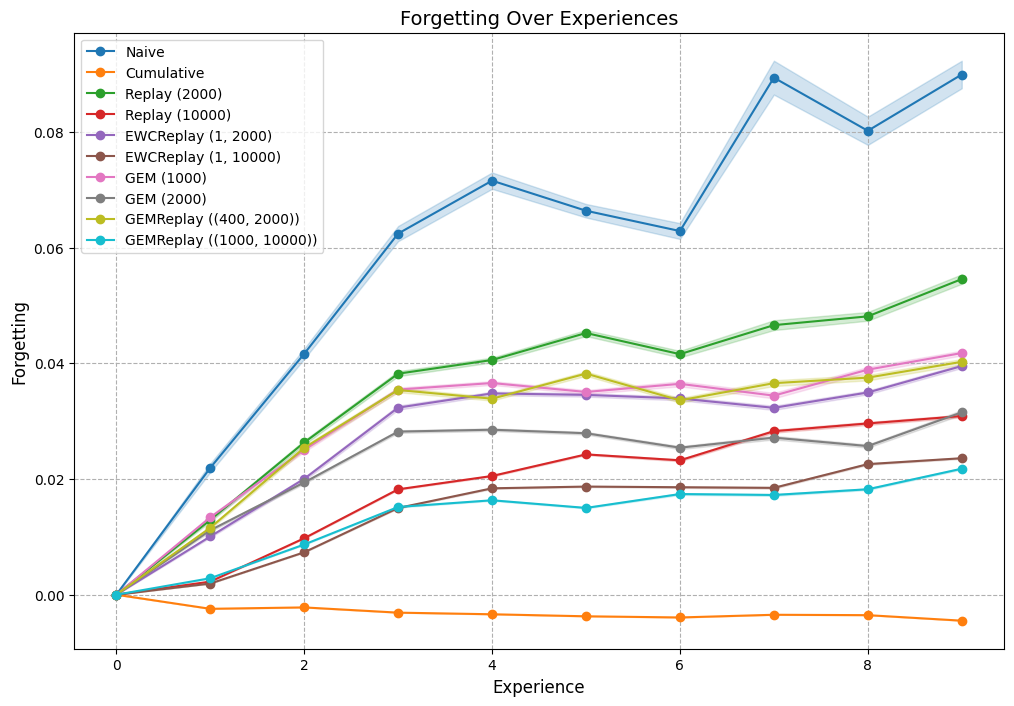 Forgetting Over Experiences
Naive
Cumulative
Replay (2000)
Replay (10000)
EWCReplay (1, 2000)
EWCReplay (1, 10000)
GEM (1000)
GEM (2000)
GEMReplay ((400, 2000))
GEMReplay ((1000, 10000))
Forgetting
0.08
0.06
0.04
0.02
0.00
0 2 4 6 8
Experience